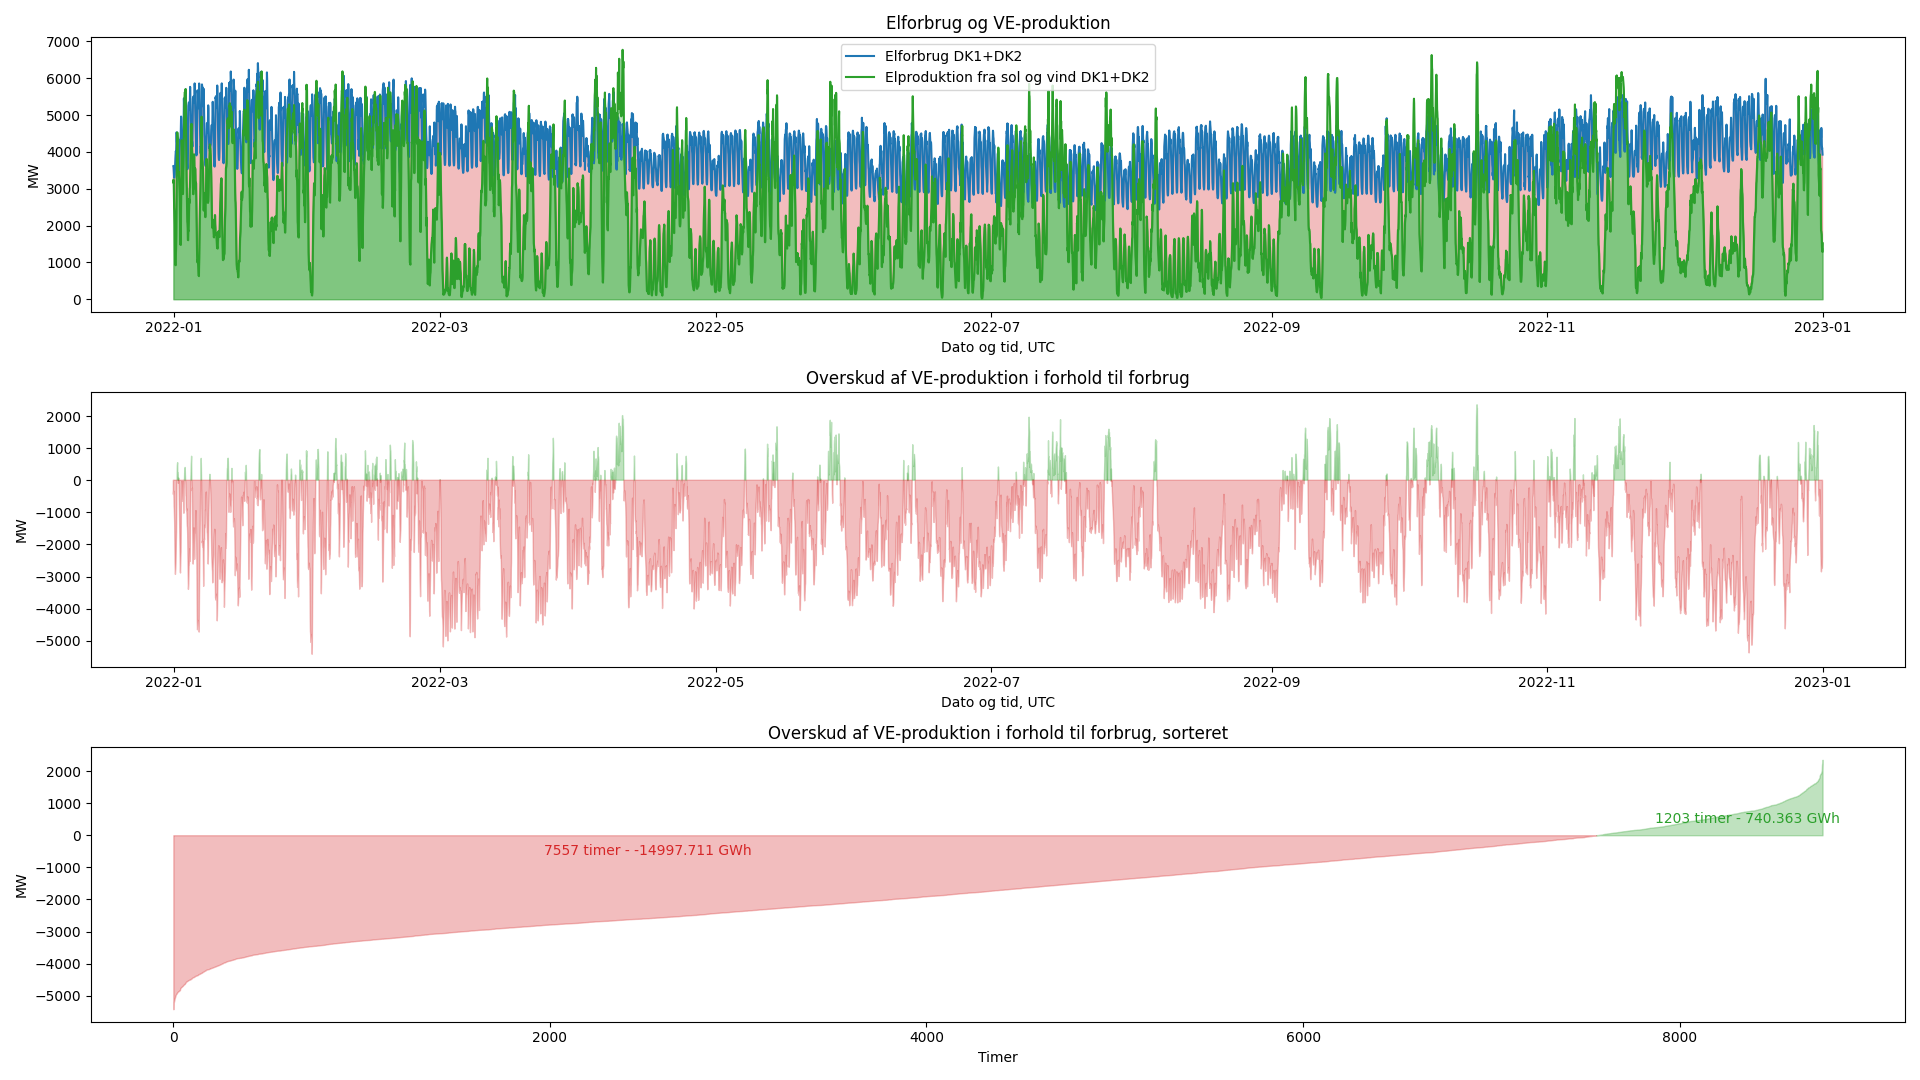 Elforbrug og VE-produktion
7000
6000
5000
4000
3000
2000
1000
0
MW
Elforbrug DK1+DK2
Elproduktion fra sol og vind DK1+DK2
2022-01 2022-03 2022-05 2022-07 2022-09 2022-11 2023-01
Dato og tid, UTC
Overskud af VE-produktion i forhold til forbrug
2000
1000
0
−1000
−2000
−3000
−4000
−5000
MW
2022-01 2022-03 2022-05 2022-07 2022-09 2022-11 2023-01
Dato og tid, UTC
Overskud af VE-produktion i forhold til forbrug, sorteret
2000
1000
0
−1000
−2000
−3000
−4000
−5000
MW
1203 timer - 740.363 GWh
7557 timer - -14997.711 GWh
0 2000 4000 6000 8000
Timer